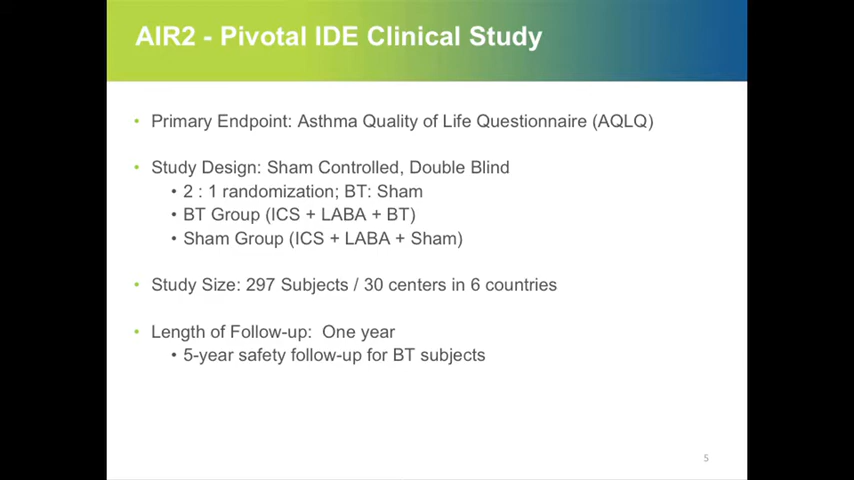 AIR2 - Pivotal IDE Clinical Study
• Primary Endpoint: Asthma Quality of Life Questionnaire (AQLQ)
• Study Design: Sham Controlled, Double Blind
• 2 : 1 randomization; BT: Sham
• BT Group (ICS + LABA + BT)
• Sham Group (ICS + LABA + Sham)
• Study Size: 297 Subjects / 30 centers in 6 countries
• Length of Follow-up: One year
• 5-year safety follow-up for BT subjects
5